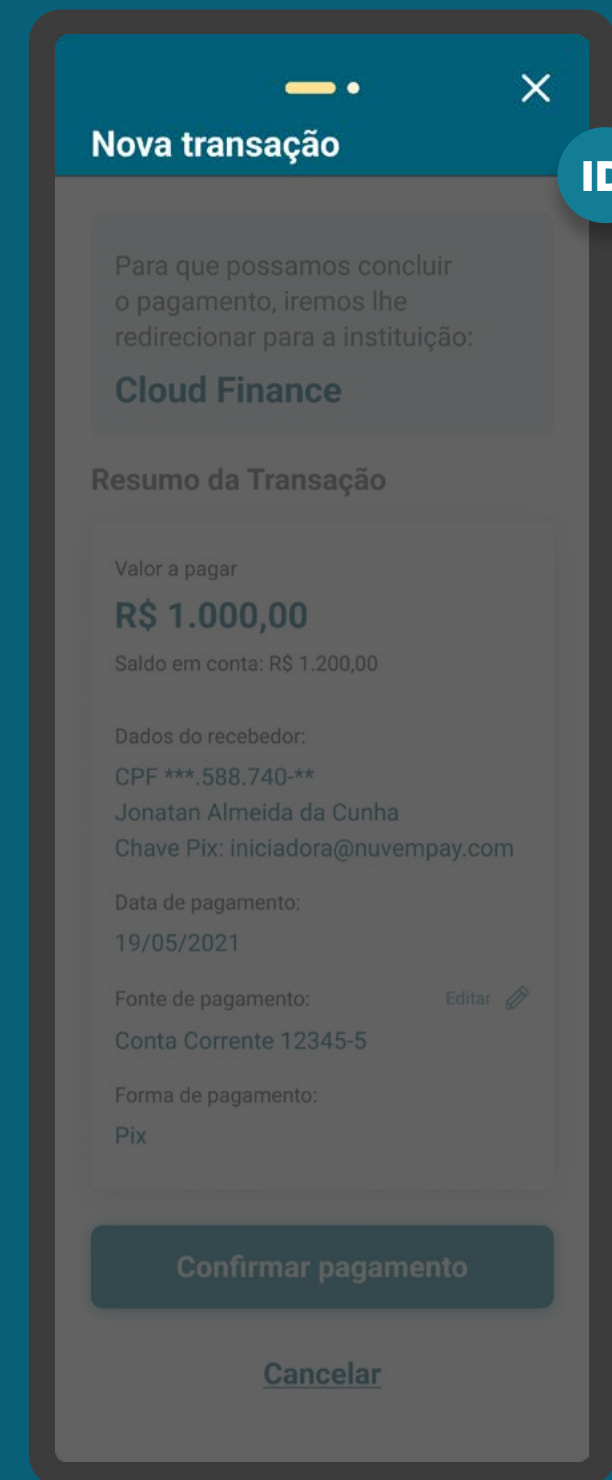 Nova transação
ID
Para que possamos concluir
o pagamento, iremos lhe
redirecionar para a instituição:
Cloud Finance
Resumo da Transação
Valor a pagar
R$ 1.000,00
Saldo em conta: R$ 1.200,00
Dados do recebedor:
CPF ***.588.740-**
Jonatan Almeida da Cunha
Chave Pix: iniciadora@nuvempay.com
Data de pagamento:
19/05/2021
Fonte de pagamento:
Editar
Conta Corrente 12345-5
Forma de pagamento:
Pix
Confirmar pagamento
Cancelar